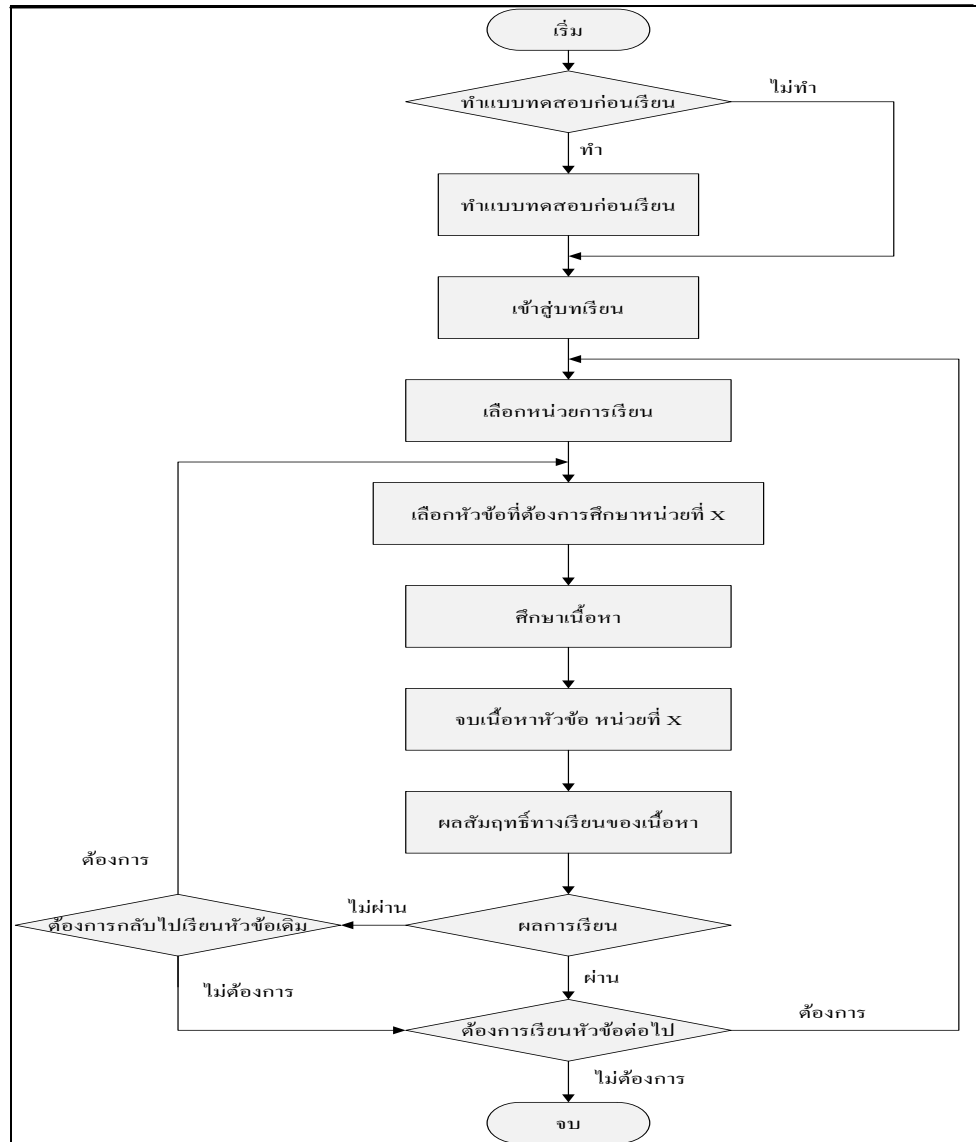 เริ่ม
ทำแบบทดสอบก่อนเรียน
ไม่ทำ
ทำ
ทำแบบทดสอบก่อนเรียน
เข้าสู่บทเรียน
เลือกหน่วยการเรียน
เลือกหัวข้อที่ต้องการศึกษาหน่วยที่ X
ศึกษาเนื้อหา
จบเนื้อหาหัวข้อ หน่วยที่ X
ผลสัมฤทธิ์ทางเรียนของเนื้อหา
ต้องการ
ไม่ผ่าน
ต้องการกลับไปเรียนหัวข้อเดิม
ผลการเรียน
ผ่าน
ไม่ต้องการ
ต้องการเรียนหัวข้อต่อไป
ต้องการ
ไม่ต้องการ
จบ